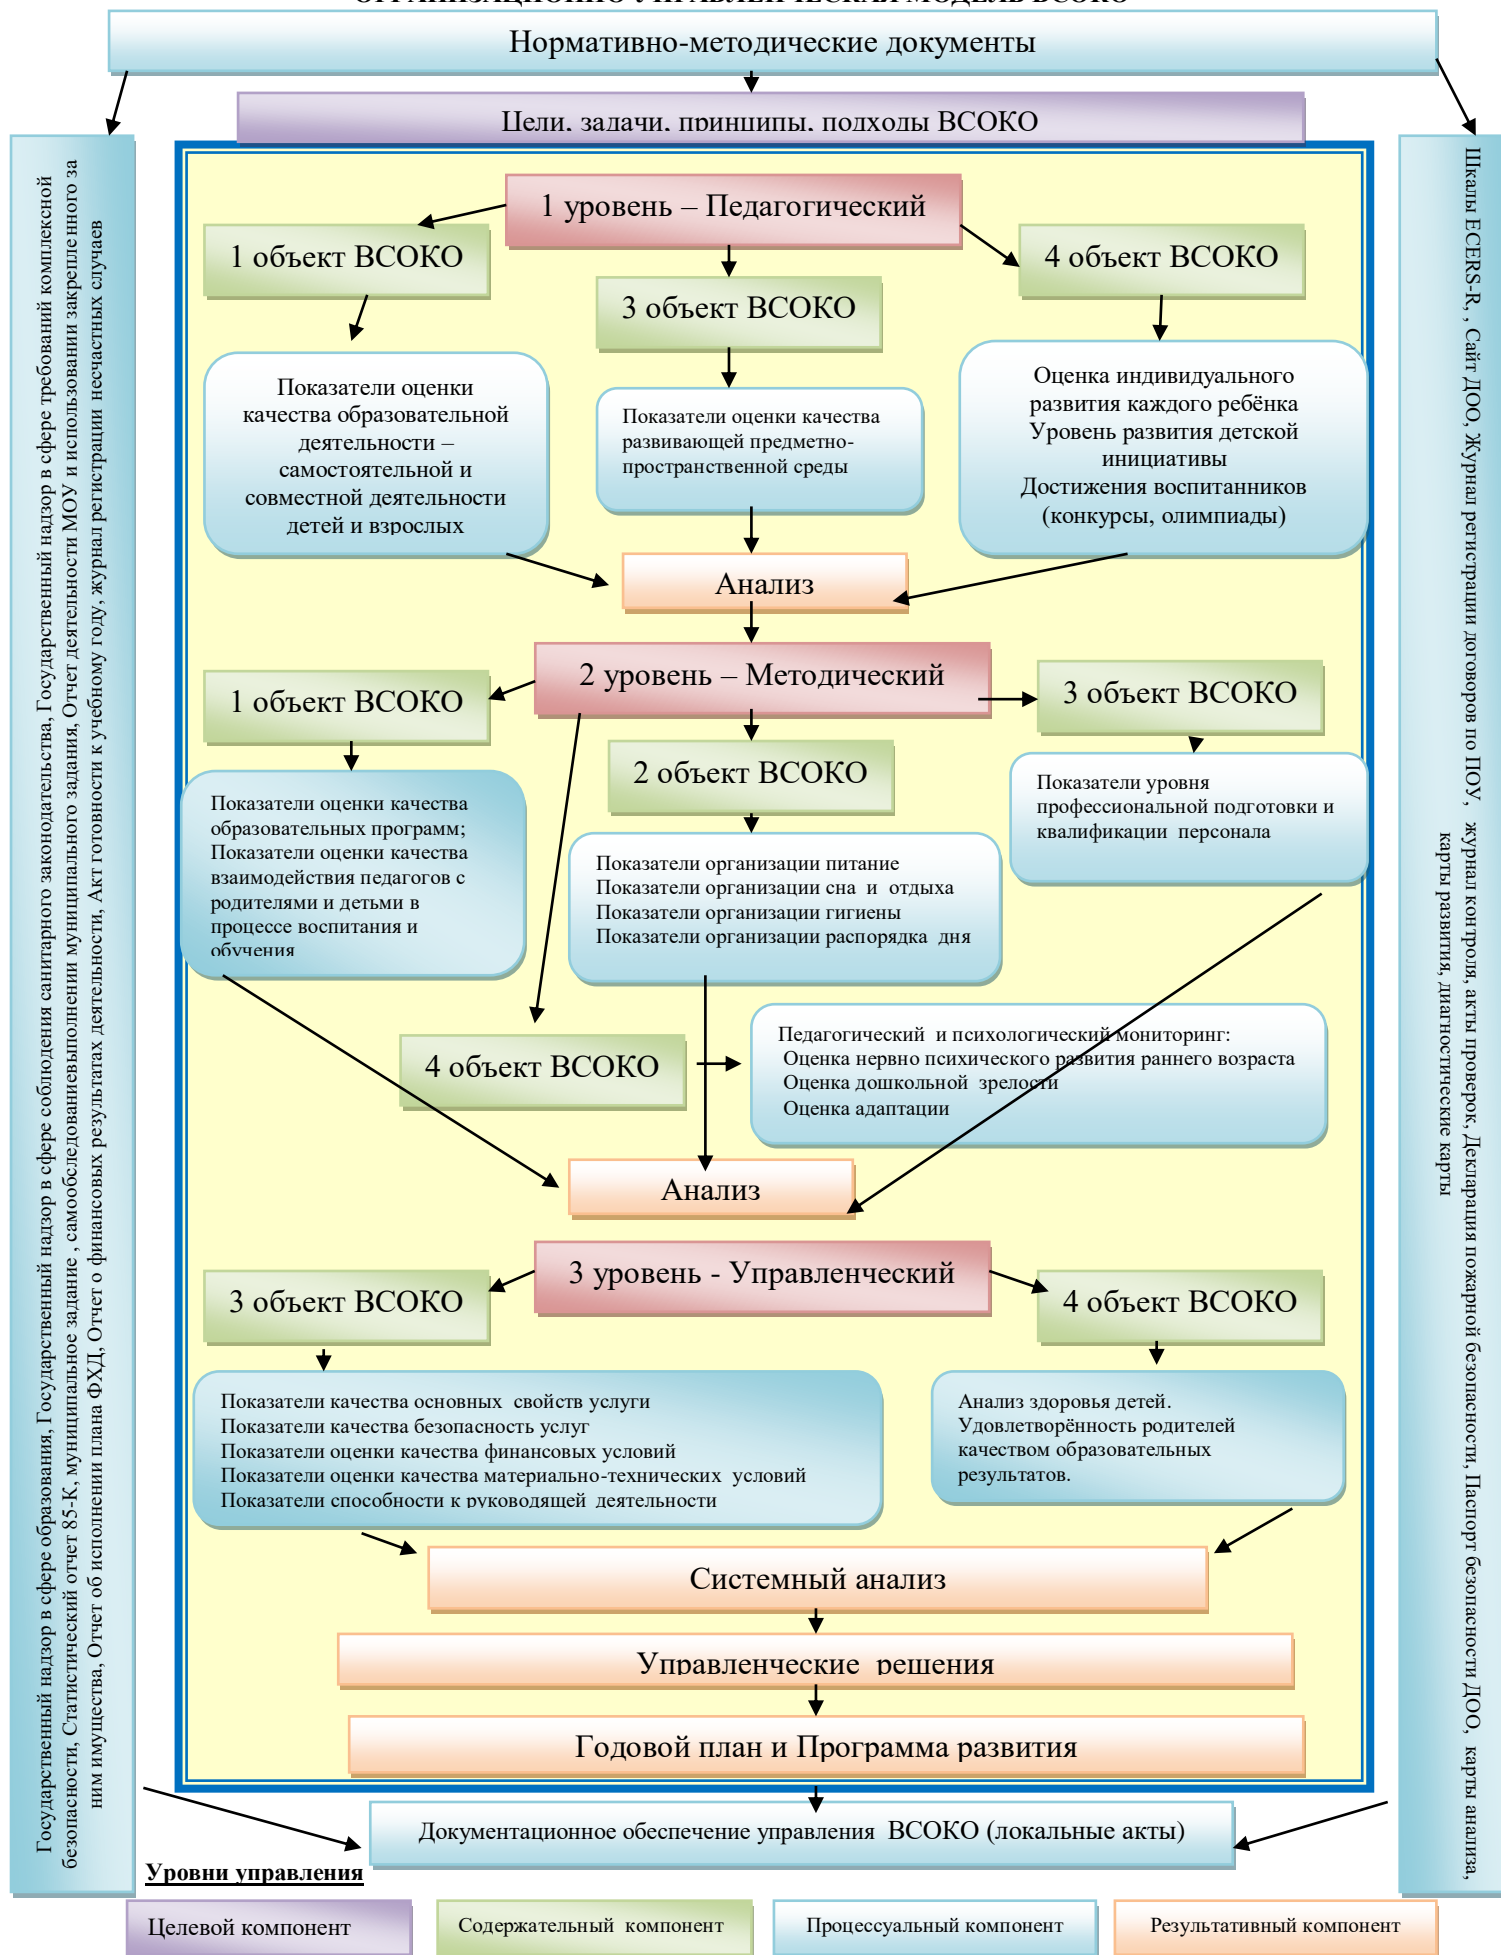 ОРГАНИЗАЦИОННО-УПРАВЛЕНЧЕСКАЯ МОДЕЛЬ ВСОКО
Нормативно-методические документы
Цели, задачи, принципы, подходы ВСОКО
Государственный надзор в сфере образования, Государственный надзор в сфере соблюдения санитарного законодательства, Государственный надзор в сфере требований комплексной
безопасности, Статистический отчет 85-К, муниципальное задание , самообследованиевыполнении муниципального задания, Отчет деятельности МОУ и использовании закрепленного за
ним имущества, Отчет об исполнении плана ФХД, Отчет о финансовых результатах деятельности, Акт готовности к учебному году, журнал регистрации несчастных случаев
1 уровень – Педагогический
1 объект ВСОКО
3 объект ВСОКО
4 объект ВСОКО
Показатели оценки
качества образовательной
деятельности –
самостоятельной и
совместной деятельности
детей и взрослых
Показатели оценки качества
развивающей предметно-
пространственной среды
Оценка индивидуального
развития каждого ребёнка
Уровень развития детской
инициативы
Достижения воспитанников
(конкурсы, олимпиады)
Анализ
2 уровень – Методический
1 объект ВСОКО
2 объект ВСОКО
3 объект ВСОКО
Показатели оценки качества
образовательных программ;
Показатели оценки качества
взаимодействия педагогов с
родителями и детьми в
процессе воспитания и
обучения
Показатели организации питание
Показатели организации сна и отдыха
Показатели организации гигиены
Показатели организации распорядка дня
Показатели уровня
профессиональной подготовки и
квалификации персонала
4 объект ВСОКО
Педагогический и психологический мониторинг:
Оценка нервно психического развития раннего возраста
Оценка дошкольной зрелости
Оценка адаптации
Анализ
3 уровень - Управленческий
3 объект ВСОКО
4 объект ВСОКО
Показатели качества основных свойств услуги
Показатели качества безопасность услуг
Показатели оценки качества финансовых условий
Показатели оценки качества материально-технических условий
Показатели способности к руководящей деятельности
Анализ здоровья детей.
Удовлетворённость родителей
качеством образовательных
результатов.
Системный анализ
Управленческие решения
Годовой план и Программа развития
Документационное обеспечение управления ВСОКО (локальные акты)
Шкалы ECERS-R, , Сайт ДОО, Журнал регистрации договоров по ПОУ, журнал контроля, акты проверок, Декларация пожарной безопасности, Паспорт безопасности ДОО, карты анализа,
карты развития, диагностические карты
Уровни управления
Целевой компонент
Содержательный компонент
Процессуальный компонент
Результативный компонент